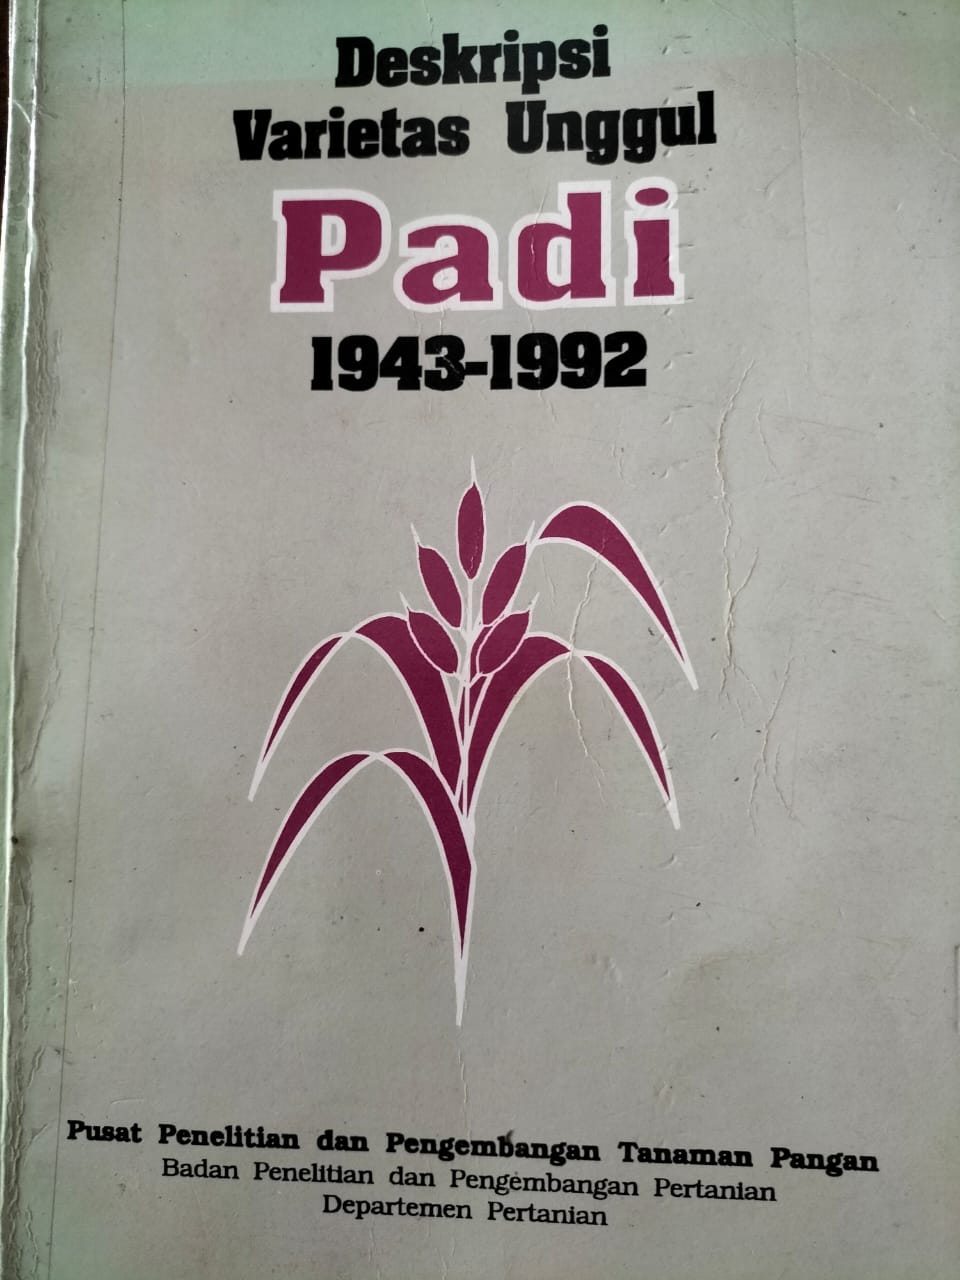 Deskripsi
Varietas Unggul
Padi
1943-1992
Pusat Penelitian dan Pengembangan Tanaman Pangan
Badan Penelitian dan Pengembangan Pertanian
Departemen Pertanian